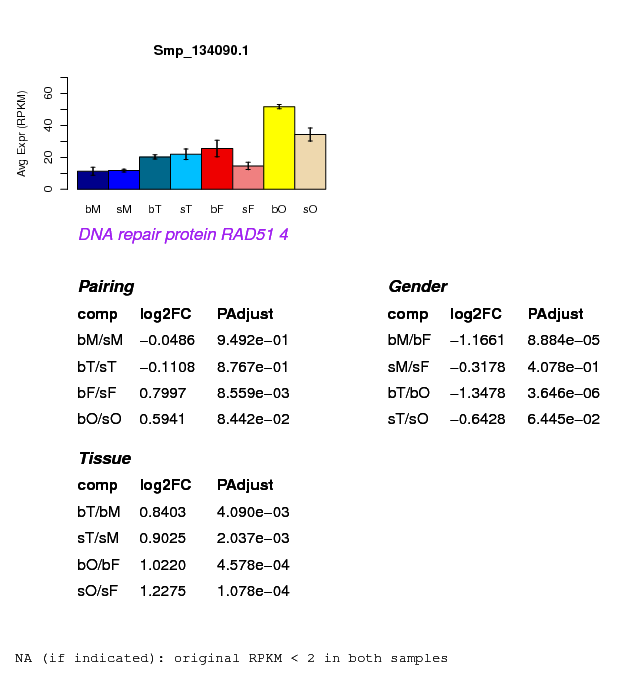 Smp_134090.1
Avg Expr (RPKM)
60
40
20
0
bM sM bT sT bF sF bO sO
DNA repair protein RAD51 4
Pairing
comp log2FC PAdjust
bM/sM −0.0486 9.492e−01
bT/sT −0.1108 8.767e−01
bF/sF 0.7997 8.559e−03
bO/sO 0.5941 8.442e−02
Gender
comp log2FC PAdjust
bM/bF −1.1661 8.884e−05
sM/sF −0.3178 4.078e−01
bT/bO −1.3478 3.646e−06
sT/sO −0.6428 6.445e−02
Tissue
comp log2FC PAdjust
bT/bM 0.8403 4.090e−03
sT/sM 0.9025 2.037e−03
bO/bF 1.0220 4.578e−04
sO/sF 1.2275 1.078e−04
NA (if indicated): original RPKM < 2 in both samples